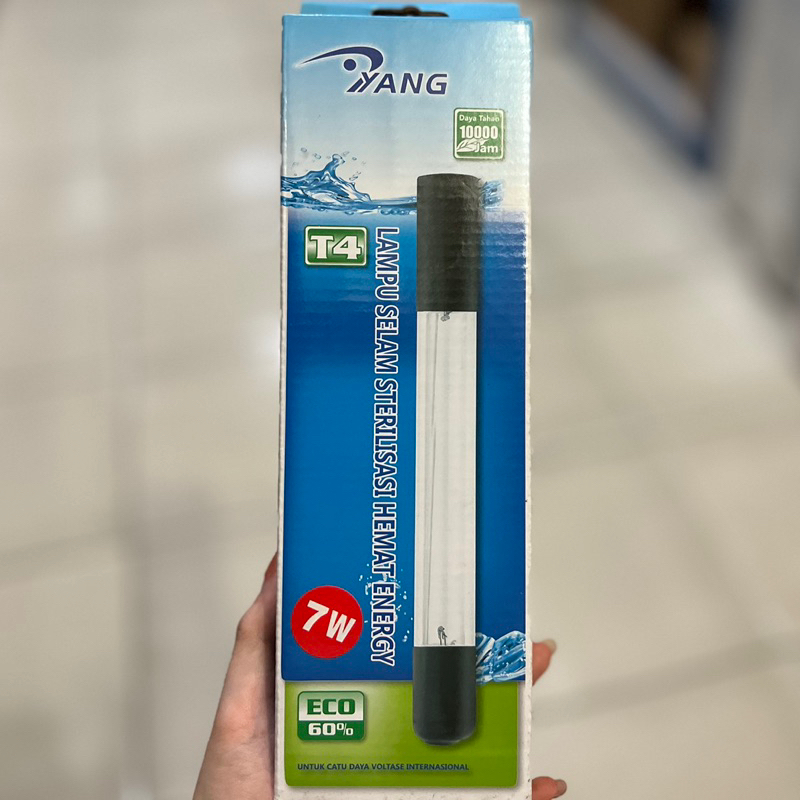 YANG
Daya Tahan
10000
Jam
T4
LAMPU SELAM STERILISASI HEMAT ENERGY
7W
ECO
60%
UNTUK CATU DAYA VOLTASE INTERNASIONAL